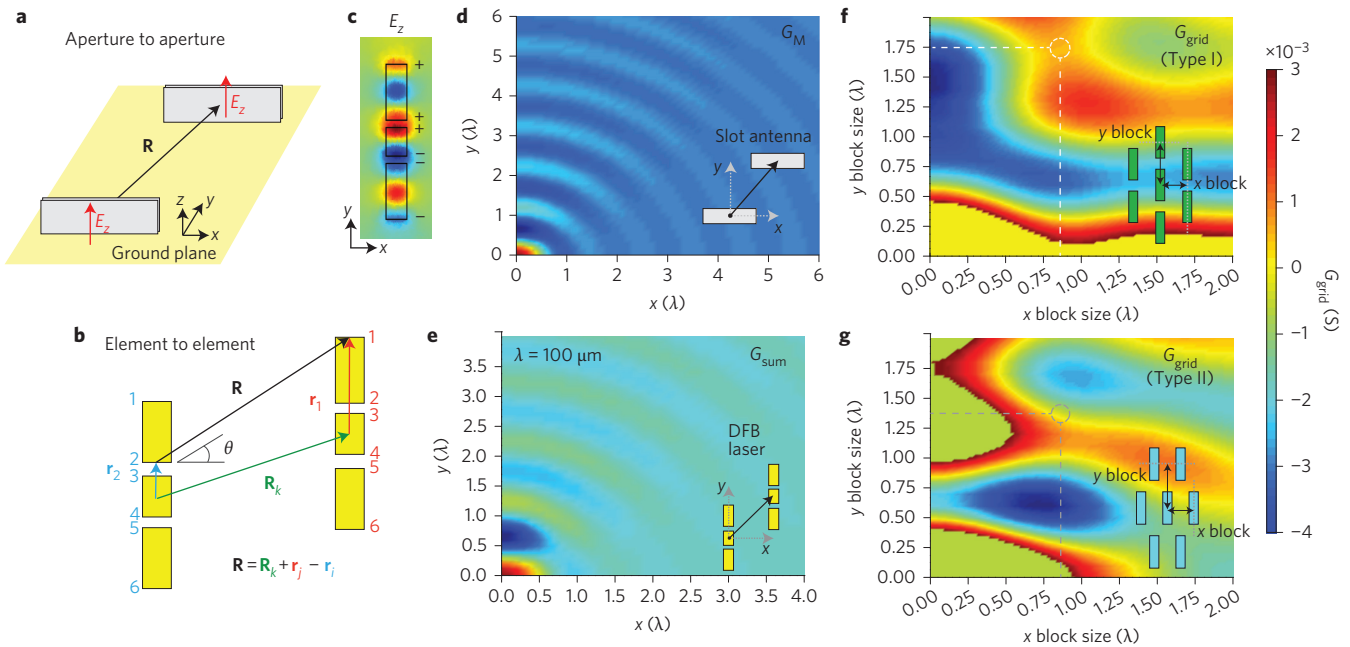 a
Aperture to aperture
E_z
R
E_z
z
y
x
Ground plane
b
Element to element
1
2
3
4
5
6
r_2
R
θ
R_k
r_1
1
2
3
4
5
6
R = R_k + r_j − r_i
c
E_z
+
+
+
−
−
−
y
x
d
G_M
Slot antenna
y
x
y (λ)
6
5
4
3
2
1
0
0 1 2 3 4 5 6
x (λ)
e
λ = 100 μm
G_sum
DFB
laser
y
x
y (λ)
3.5
3.0
2.5
2.0
1.5
1.0
0.5
0.0
0.0 0.5 1.0 1.5 2.0 2.5 3.0 3.5 4.0
x (λ)
f
G_grid
(Type I)
y block
x block
y block size (λ)
1.75
1.50
1.25
1.00
0.75
0.50
0.25
0.00
0.00 0.25 0.50 0.75 1.00 1.25 1.50 1.75 2.00
x block size (λ)
g
G_grid
(Type II)
y block
x block
y block size (λ)
1.75
1.50
1.25
1.00
0.75
0.50
0.25
0.00
0.00 0.25 0.50 0.75 1.00 1.25 1.50 1.75 2.00
x block size (λ)
×10⁻³
3
2
1
0
−1
−2
−3
−4
G_grid (S)